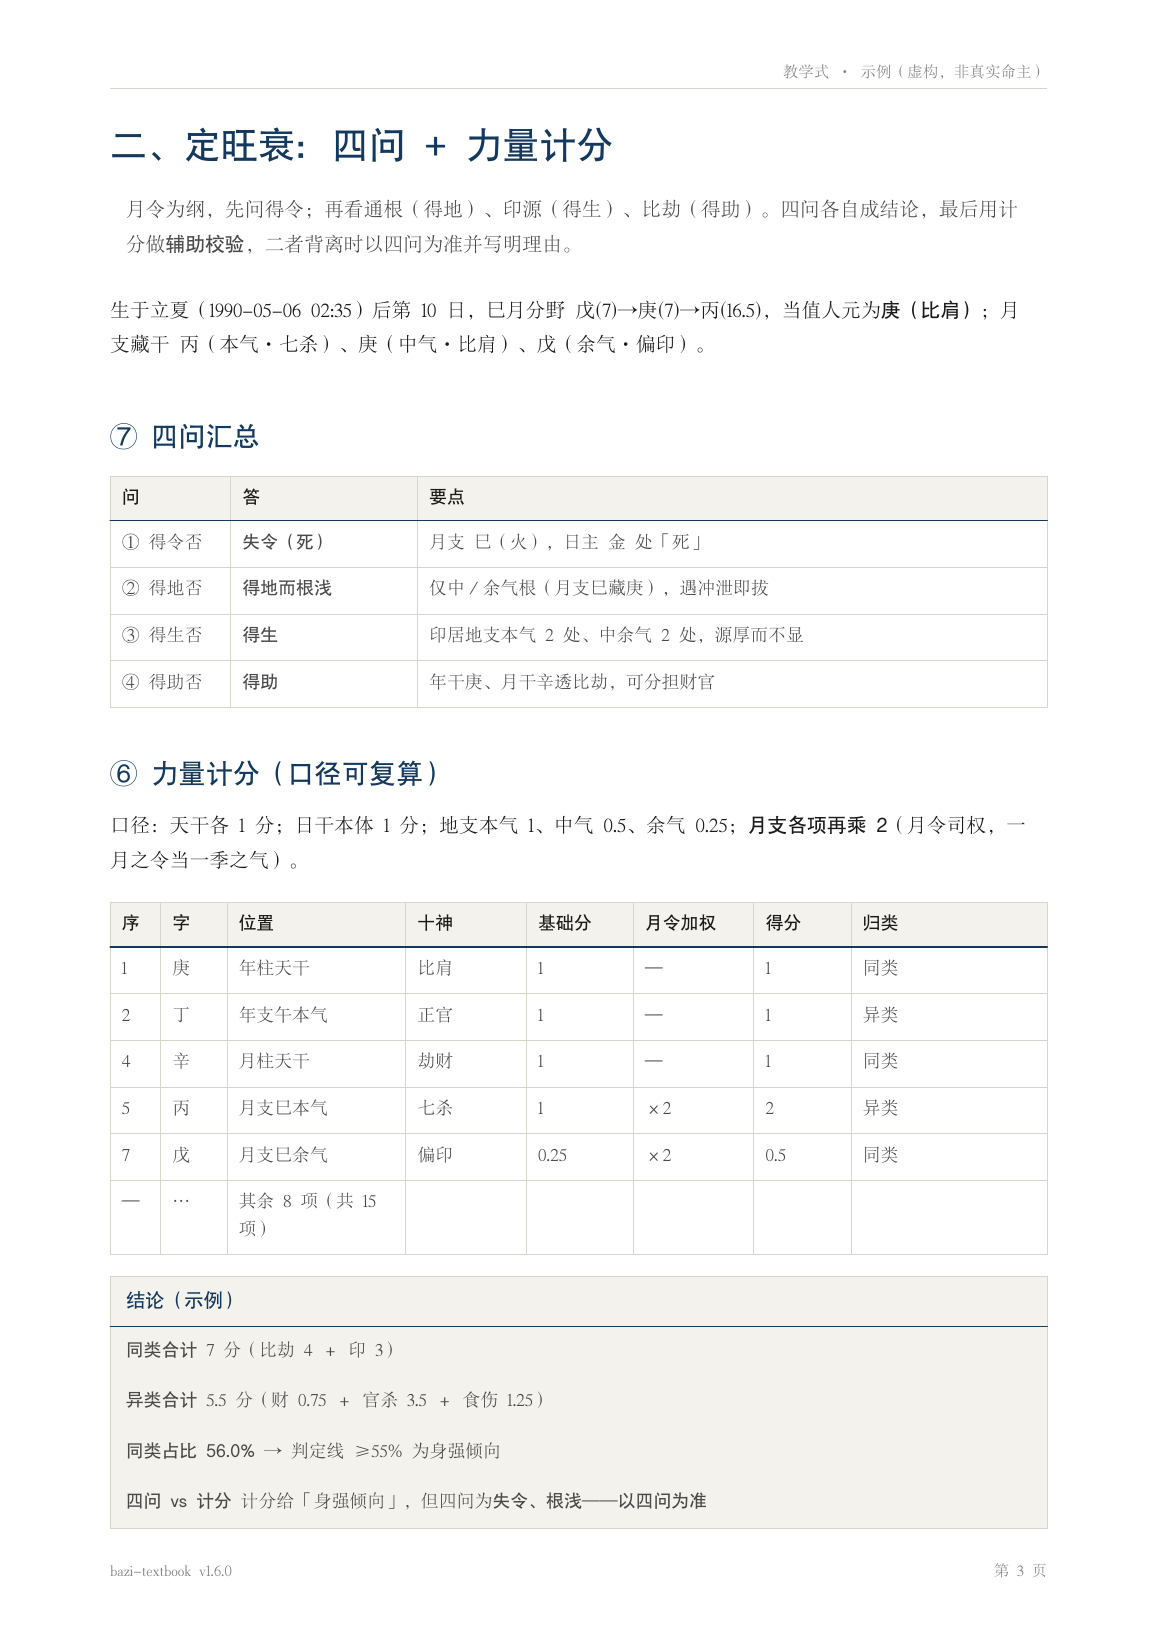 教学式 · 示例（虚构，非真实命主）
二、定旺衰：四问 + 力量计分
月令为纲，先问得令；再看通根（得地）、印源（得生）、比劫（得助）。四问各自成结论，最后用计
分做辅助校验，二者背离时以四问为准并写明理由。
生于立夏（1990-05-06 02:35）后第 10 日，巳月分野 戊(7)→庚(7)→丙(16.5)，当值人元为庚（比肩）；月
支藏干 丙（本气·七杀）、庚（中气·比肩）、戊（余气·偏印）。
⑦ 四问汇总
问 答 要点
① 得令否 失令（死） 月支 巳（火），日主 金 处「死」
② 得地否 得地而根浅 仅中/余气根（月支巳藏庚），遇冲泄即拔
③ 得生否 得生 印居地支本气 2 处、中余气 2 处，源厚而不显
④ 得助否 得助 年干庚、月干辛透比劫，可分担财官
⑥ 力量计分（口径可复算）
口径：天干各 1 分；日干本体 1 分；地支本气 1、中气 0.5、余气 0.25；月支各项再乘 2（月令司权，一
月之令当一季之气）。
序 字 位置 十神 基础分 月令加权 得分 归类
1 庚 年柱天干 比肩 1 — 1 同类
2 丁 年支午本气 正官 1 — 1 异类
4 辛 月柱天干 劫财 1 — 1 同类
5 丙 月支巳本气 七杀 1 ×2 2 异类
7 戊 月支巳余气 偏印 0.25 ×2 0.5 同类
— … 其余 8 项（共 15
项）
结论（示例）
同类合计 7 分（比劫 4 + 印 3）
异类合计 5.5 分（财 0.75 + 官杀 3.5 + 食伤 1.25）
同类占比 56.0% → 判定线 ≥55% 为身强倾向
四问 vs 计分 计分给「身强倾向」，但四问为失令、根浅——以四问为准
bazi-textbook v1.6.0
第 3 页